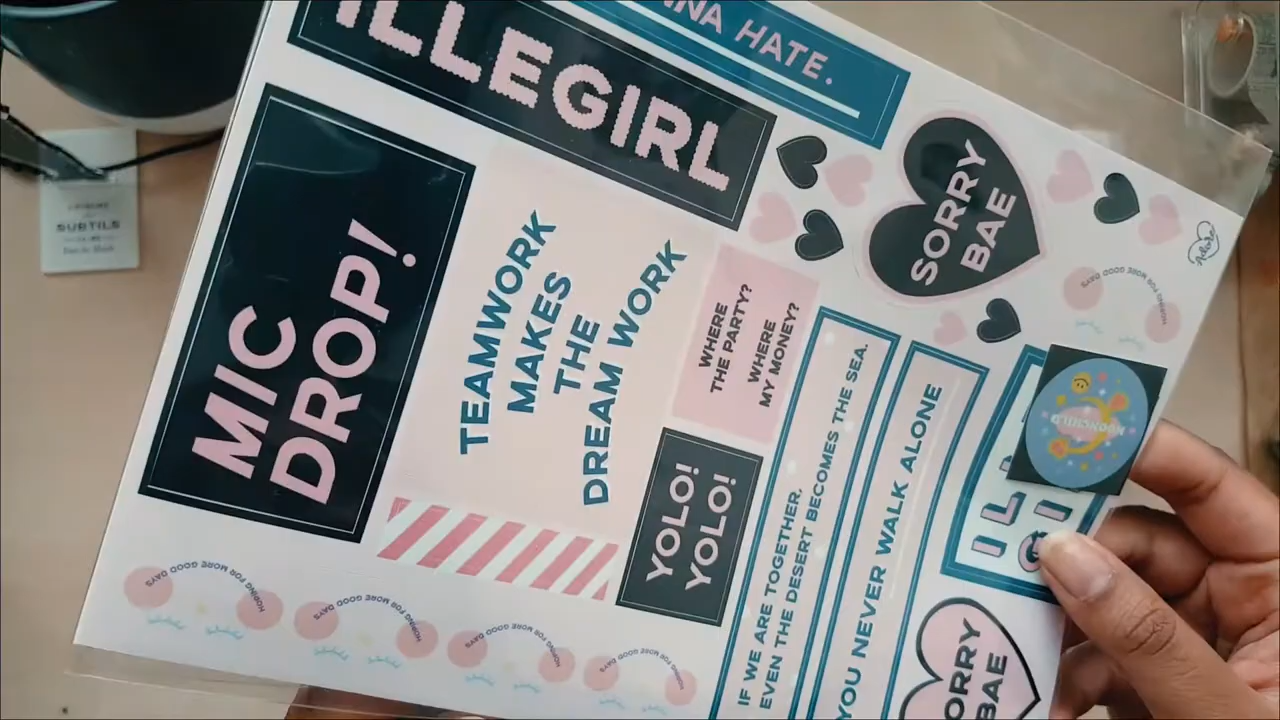 ILLEGIRL
NNA HATE.
MIC
DROP!
TEAMWORK
MAKES
THE
DREAM WORK
WHERE
THE PARTY?
WHERE
MY MONEY?
YOLO!
YOLO!
SORRY
BAE
IF WE ARE TOGETHER.
EVEN THE DESERT BECOMES THE SEA.
YOU NEVER WALK ALONE
ORRY
BAE
MOONCHILD
HOPING FOR MORE GOOD DAYS
HOPING FOR MORE GOOD DAYS
HOPING FOR MORE GOOD DAYS
HOPING FOR MORE GOOD DAYS
HOPING FOR MORE GOOD DAYS
SUBTILS